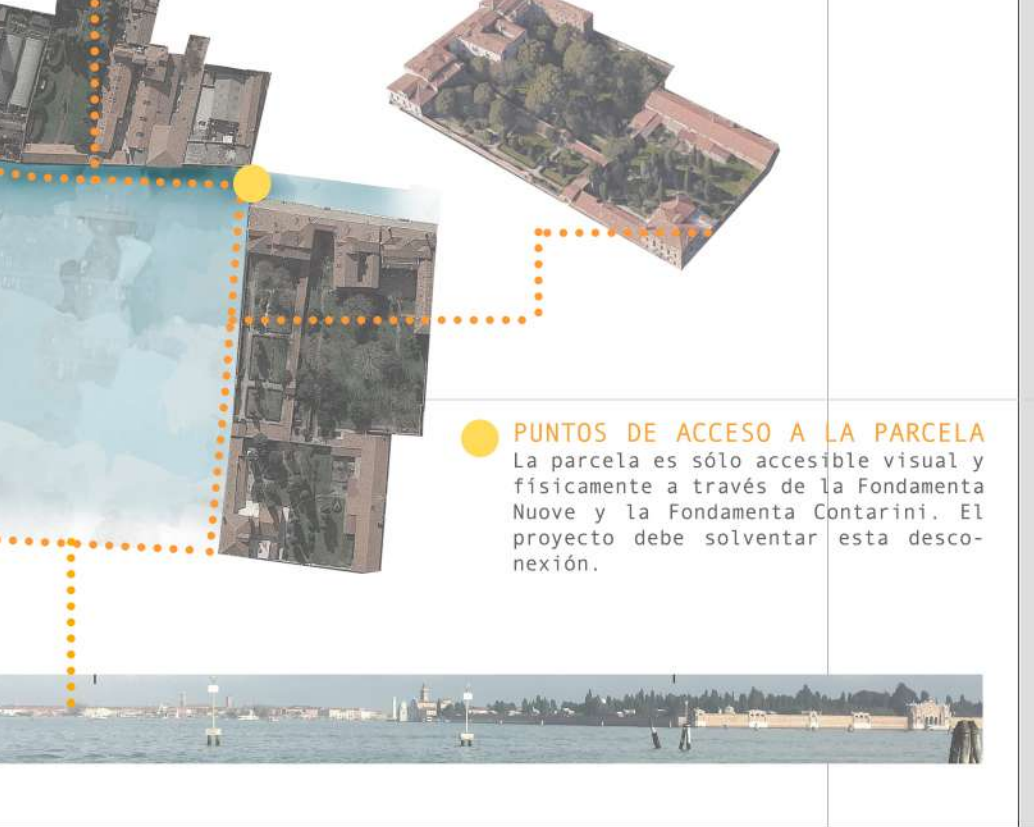 PUNTOS DE ACCESO A LA PARCELA
La parcela es sólo accesible visual y
físicamente a través de la Fondamenta
Nuove y la Fondamenta Contarini. El
proyecto debe solventar esta desco-
nexión.